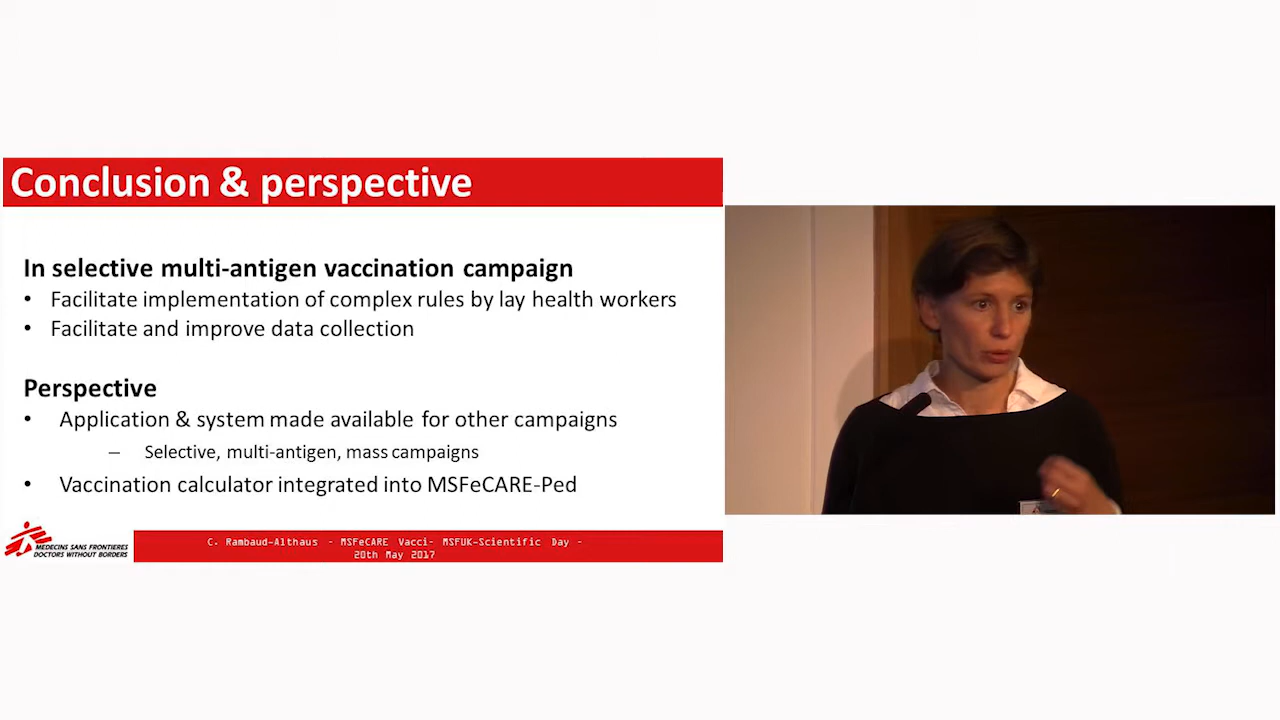 Conclusion & perspective
In selective multi-antigen vaccination campaign
• Facilitate implementation of complex rules by lay health workers
• Facilitate and improve data collection
Perspective
• Application & system made available for other campaigns
– Selective, multi-antigen, mass campaigns
• Vaccination calculator integrated into MSFeCARE-Ped
MEDECINS SANS FRONTIERES
DOCTORS WITHOUT BORDERS
C. Rambaud-Althaus - MSFeCARE Vacci- MSFUK-Scientific Day -
20th May 2017